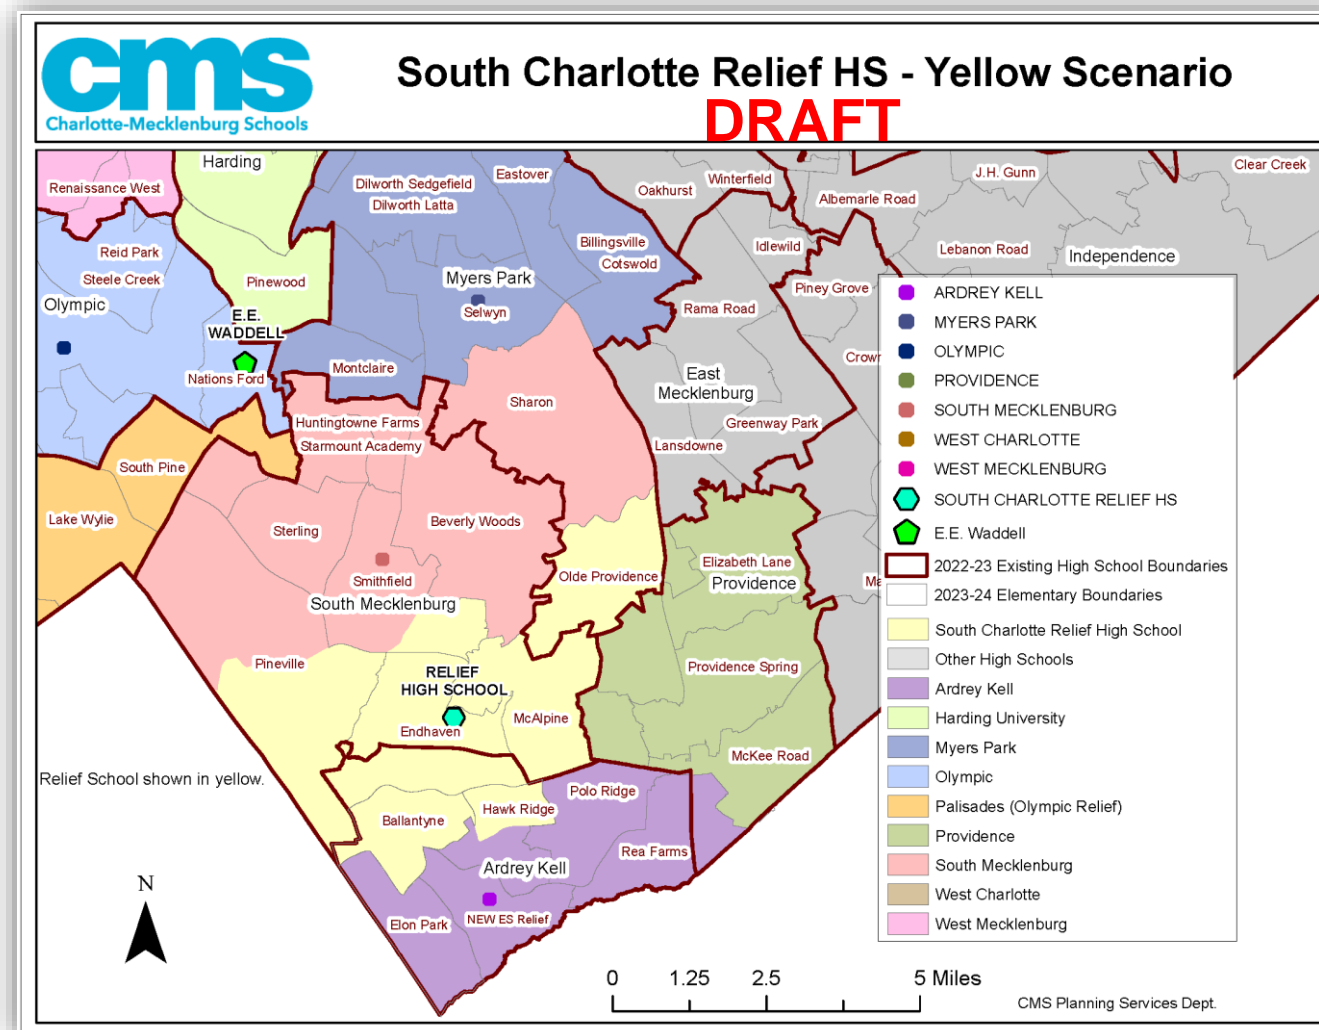 cms
Charlotte-Mecklenburg Schools
South Charlotte Relief HS - Yellow Scenario
DRAFT
Harding
Renaissance West
Dilworth Sedgefield
Dilworth Latta
Eastover
Oakhurst
Winterfield
Albemarle Road
J.H. Gunn
Clear Creek
Reid Park
Steele Creek
Olympic
Pinewood
E.E.
WADDELL
Nations Ford
Myers Park
Selwyn
Montclaire
Billingsville
Cotswold
Idlewild
Piney Grove
Lebanon Road
Independence
Rama Road
Crown
East
Mecklenburg
Greenway Park
Lansdowne
Sharon
Huntingtowne Farms
Starmount Academy
South Pine
Lake Wylie
Sterling
Beverly Woods
Smithfield
South Mecklenburg
Olde Providence
Elizabeth Lane
Providence
Ma
Pineville
RELIEF
HIGH SCHOOL
Endhaven
McAlpine
Providence Spring
McKee Road
Relief School shown in yellow.
Ballantyne
Hawk Ridge
Polo Ridge
Rea Farms
Ardrey Kell
Elon Park
NEW ES Relief
ARDREY KELL
MYERS PARK
OLYMPIC
PROVIDENCE
SOUTH MECKLENBURG
WEST CHARLOTTE
WEST MECKLENBURG
SOUTH CHARLOTTE RELIEF HS
E.E. Waddell
2022-23 Existing High School Boundaries
2023-24 Elementary Boundaries
South Charlotte Relief High School
Other High Schools
Ardrey Kell
Harding University
Myers Park
Olympic
Palisades (Olympic Relief)
Providence
South Mecklenburg
West Charlotte
West Mecklenburg
N
0 1.25 2.5 5 Miles
CMS Planning Services Dept.